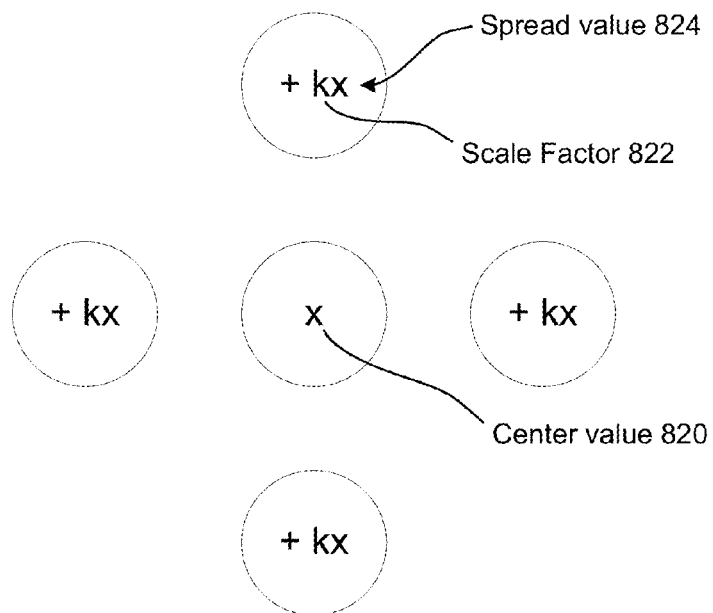 Spread value 824
+ kx
Scale Factor 822
+ kx
x
+ kx
Center value 820
+ kx